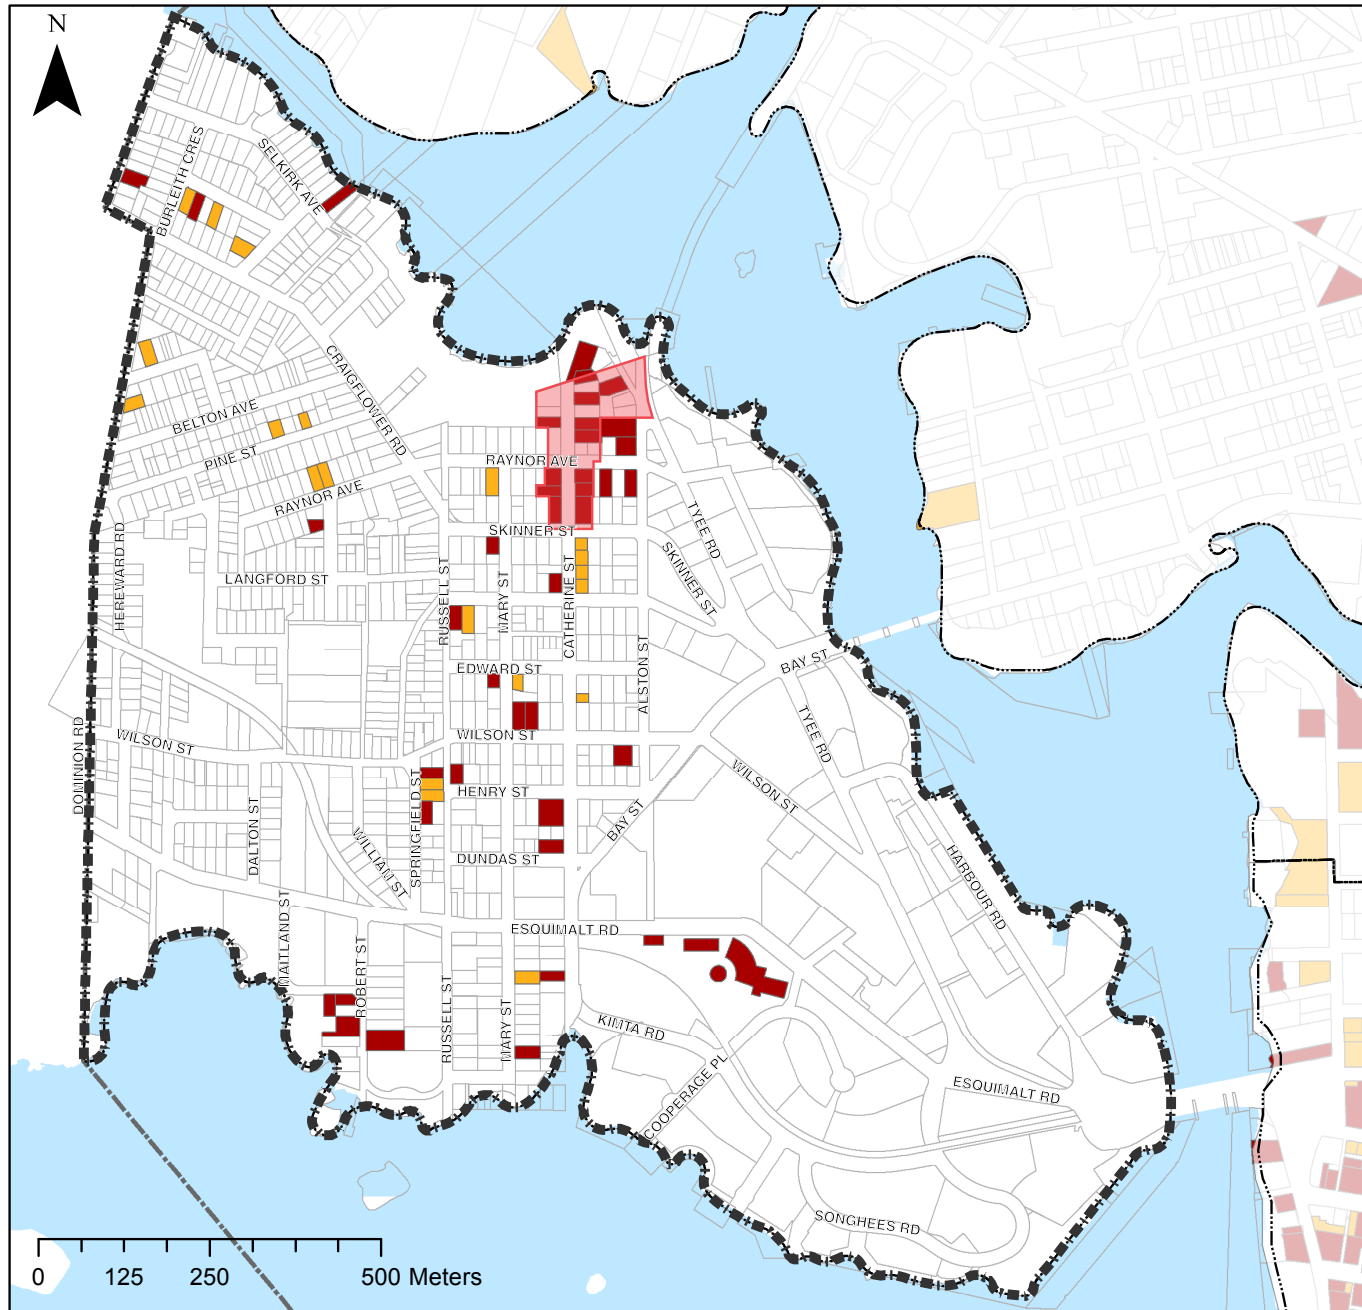 N
BURLEITH CRES
SELKIRK AVE
CRAIGFLOWER RD
BELTON AVE
PINE ST
RAYNOR AVE
RAYNOR AVE
SKINNER ST
TYEE RD
HEREWARD RD
LANGFORD ST
RUSSELL ST
MARY ST
CATHERINE ST
SKINNER ST
EDWARD ST
ALSTON ST
BAY ST
DOMINION RD
WILSON ST
WILSON ST
TYEE RD
WILSON ST
SPRINGFIELD ST
HENRY ST
DALTON ST
WILLIAM ST
BAY ST
DUNDAS ST
HARBOUR RD
MAITLAND ST
ROBERT ST
ESQUIMALT RD
RUSSELL ST
MARY ST
KIMTA RD
COOPERAGE PL
ESQUIMALT RD
SONGHEES RD
0 125 250 500 Meters